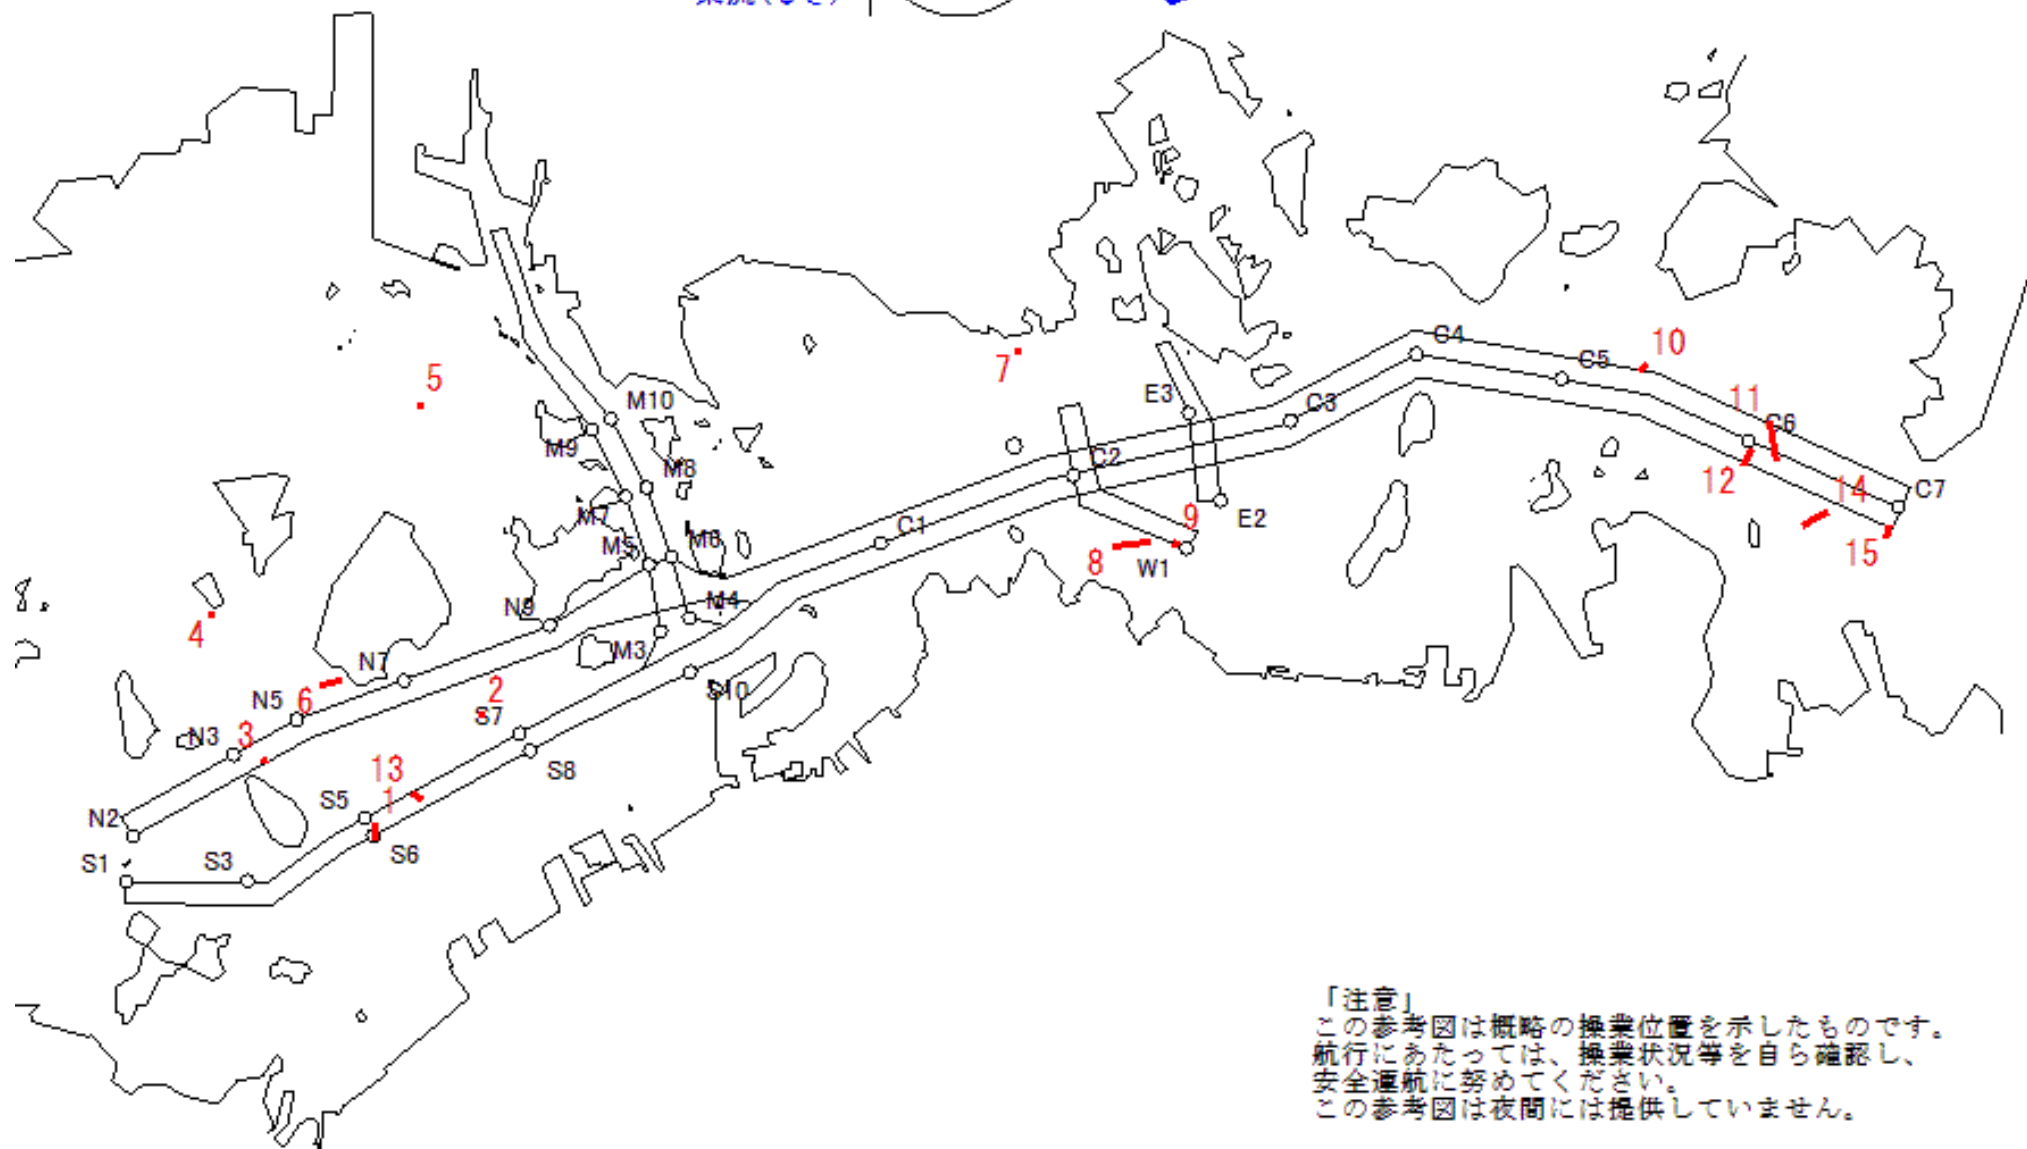 C4
10
C5
7
E3
5
M10
C3
11
C6
M9
M8
C2
12
14
C7
M7
9
E2
C1
M5
M6
8
W1
15
N9
M4
4
M3
N7
6
2
S10
N5
S7
N3
3
13
S8
S5
1
N2
S6
S1
S3
「注意」
この参考図は概略の操業位置を示したものです。
航行にあたっては、操業状況等を自ら確認し、
安全運航に努めてください。
この参考図は夜間には提供していません。